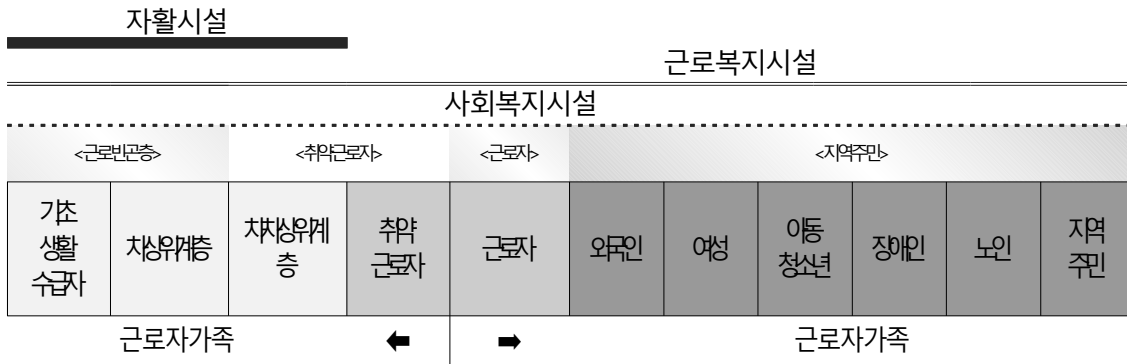 자활시설
근로복지시설
사회복지시설
<근로빈곤층> <취약근로자> <근로자> <지역주민>
기초
생활
수급자
차상위계층
차차상위계
층
취약
근로자
근로자
외국인
여성
아동
청소년
장애인
노인
지역
주민
근로자가족 ⬅ ➡ 근로자가족